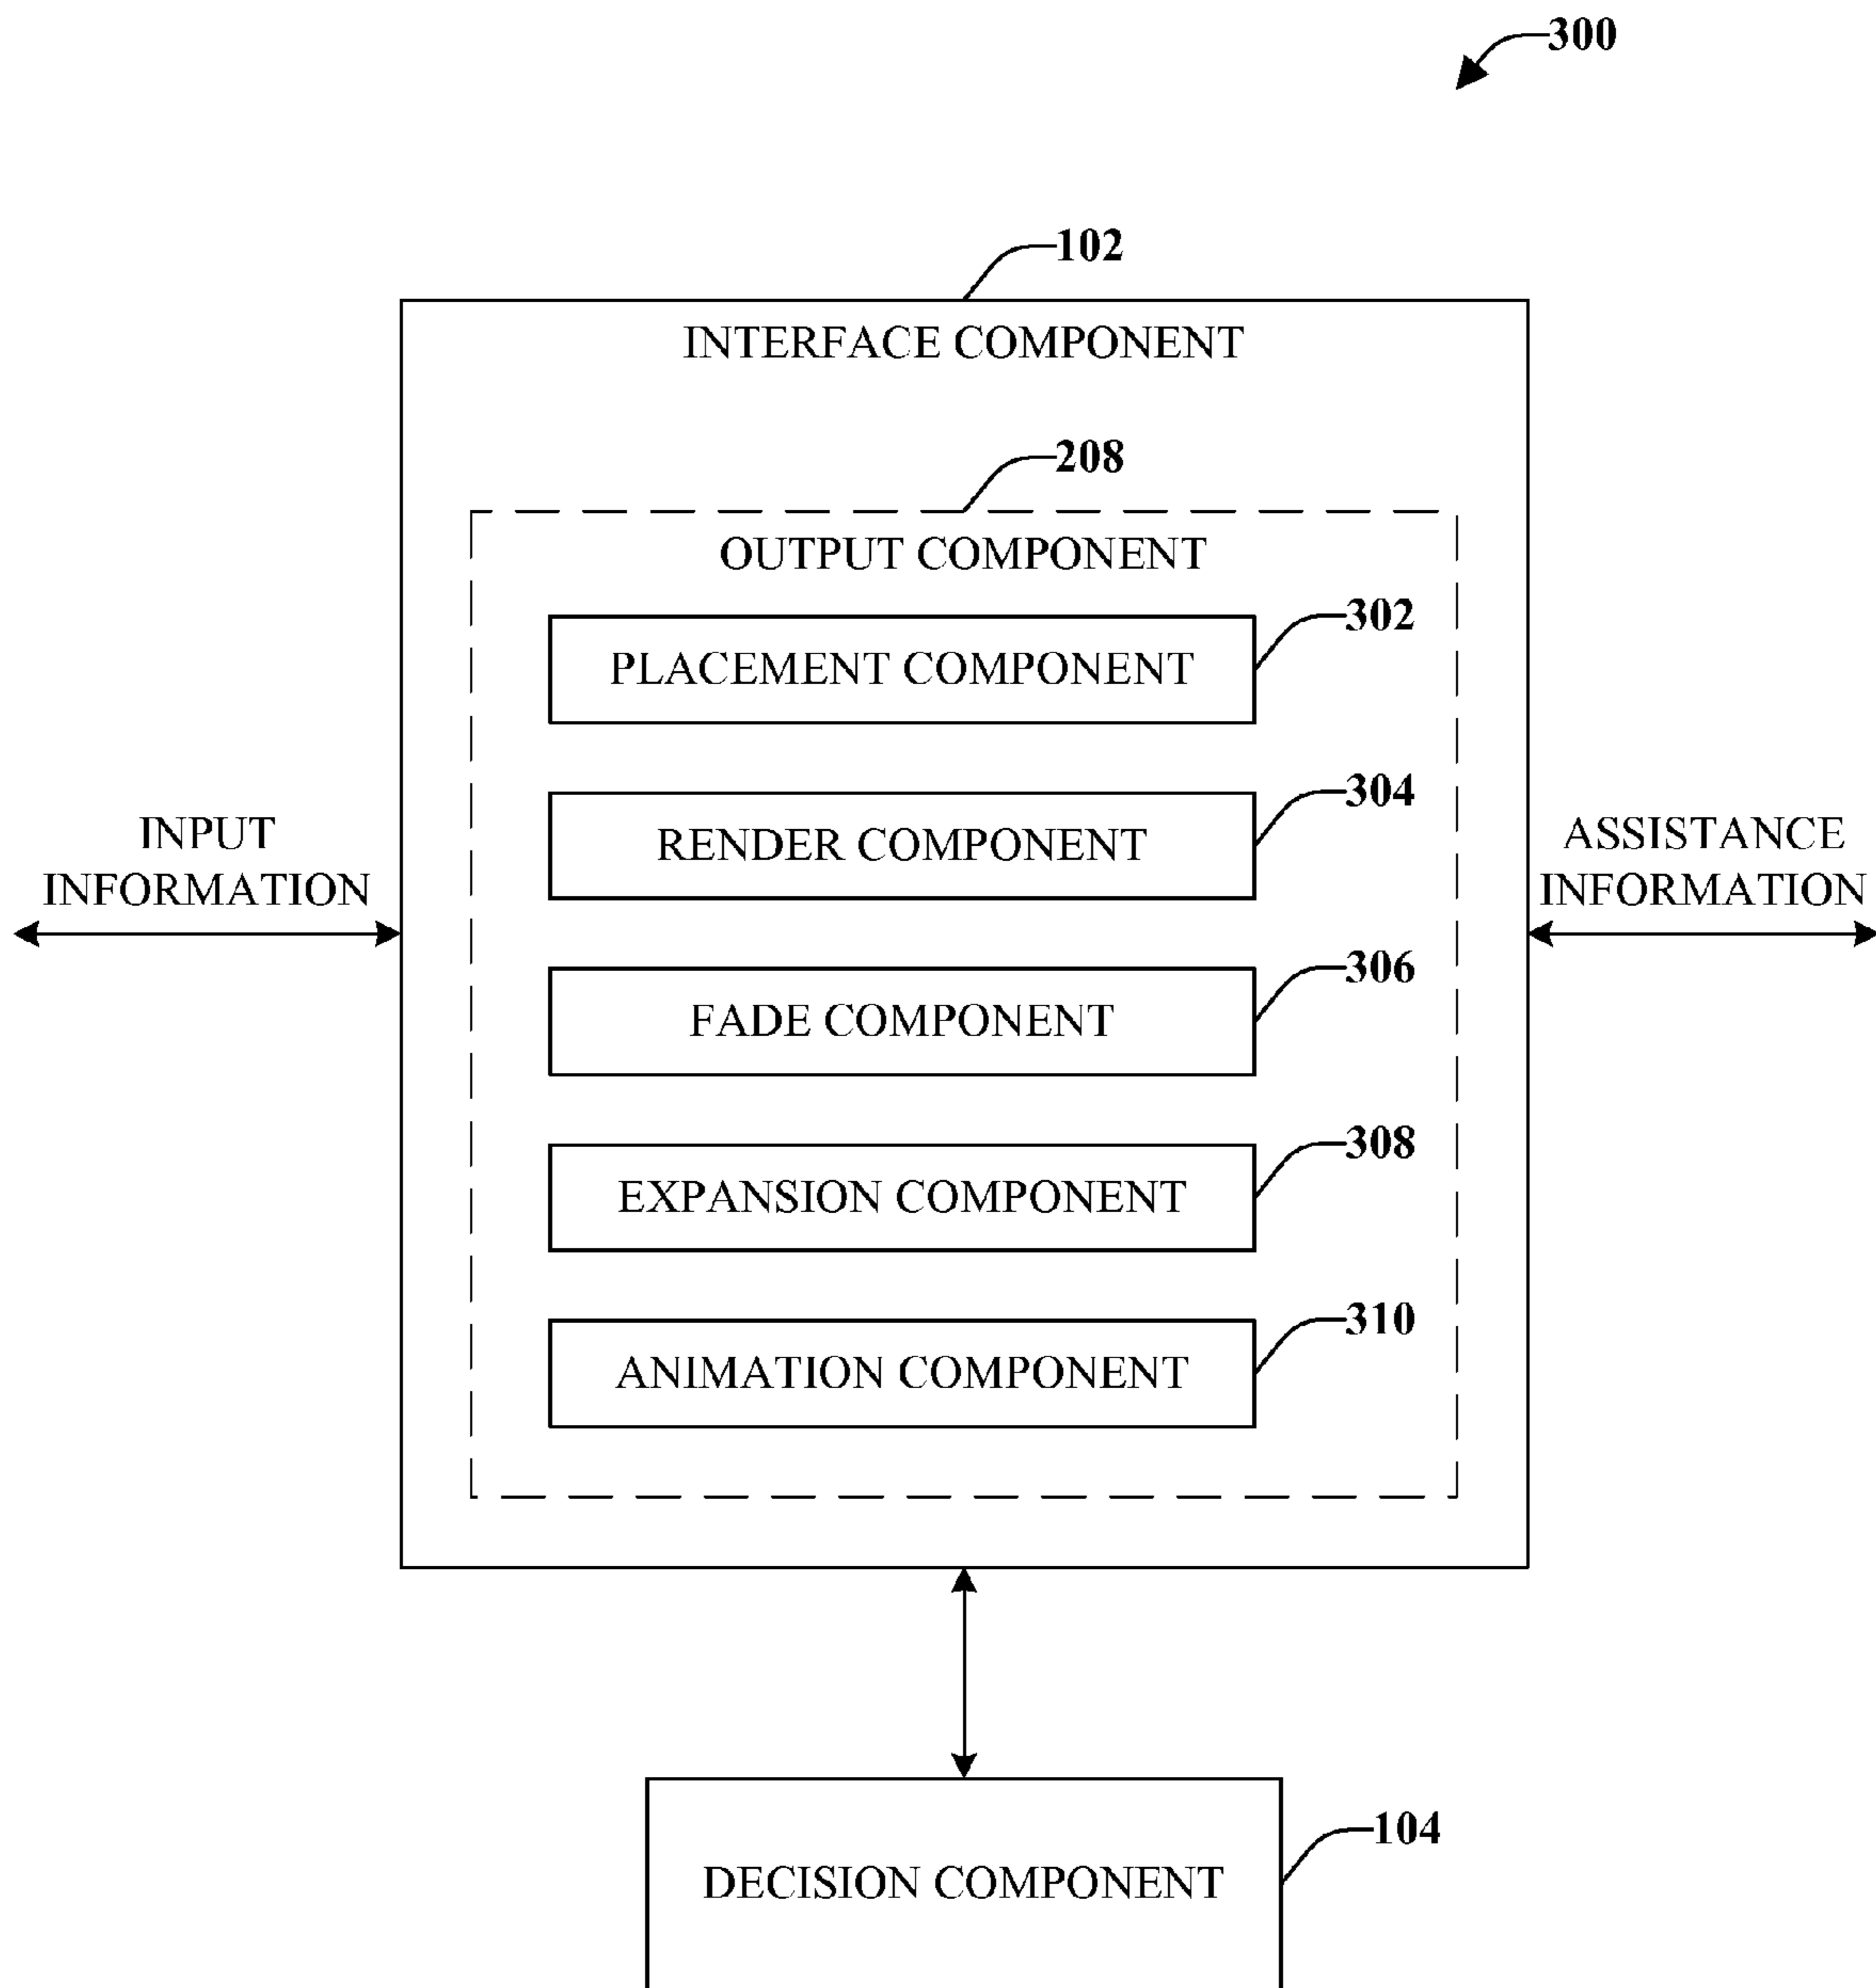 300
102
INTERFACE COMPONENT
208
OUTPUT COMPONENT
302
PLACEMENT COMPONENT
304
RENDER COMPONENT
INPUT
INFORMATION
ASSISTANCE
INFORMATION
306
FADE COMPONENT
308
EXPANSION COMPONENT
310
ANIMATION COMPONENT
104
DECISION COMPONENT